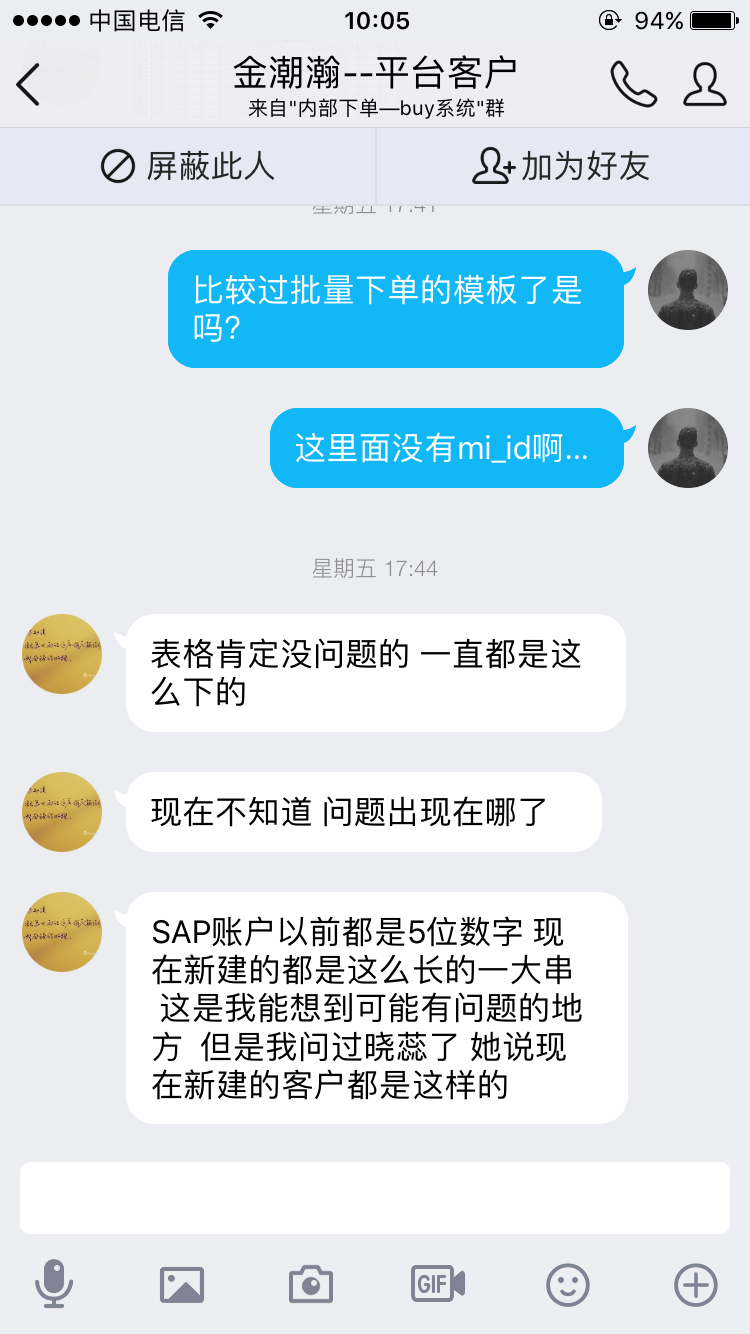 中国电信
10:05
94%
金潮瀚--平台客户
来自"内部下单—buy系统"群
屏蔽此人
加为好友
星期五 17:41
比较过批量下单的模板了是
吗?
这里面没有mi_id啊...
星期五 17:44
表格肯定没问题的 一直都是这
么下的
现在不知道 问题出现在哪了
SAP账户以前都是5位数字 现
在新建的都是这么长的一大串
这是我能想到可能有问题的地
方  但是我问过晓蕊了 她说现
在新建的客户都是这样的
GIF